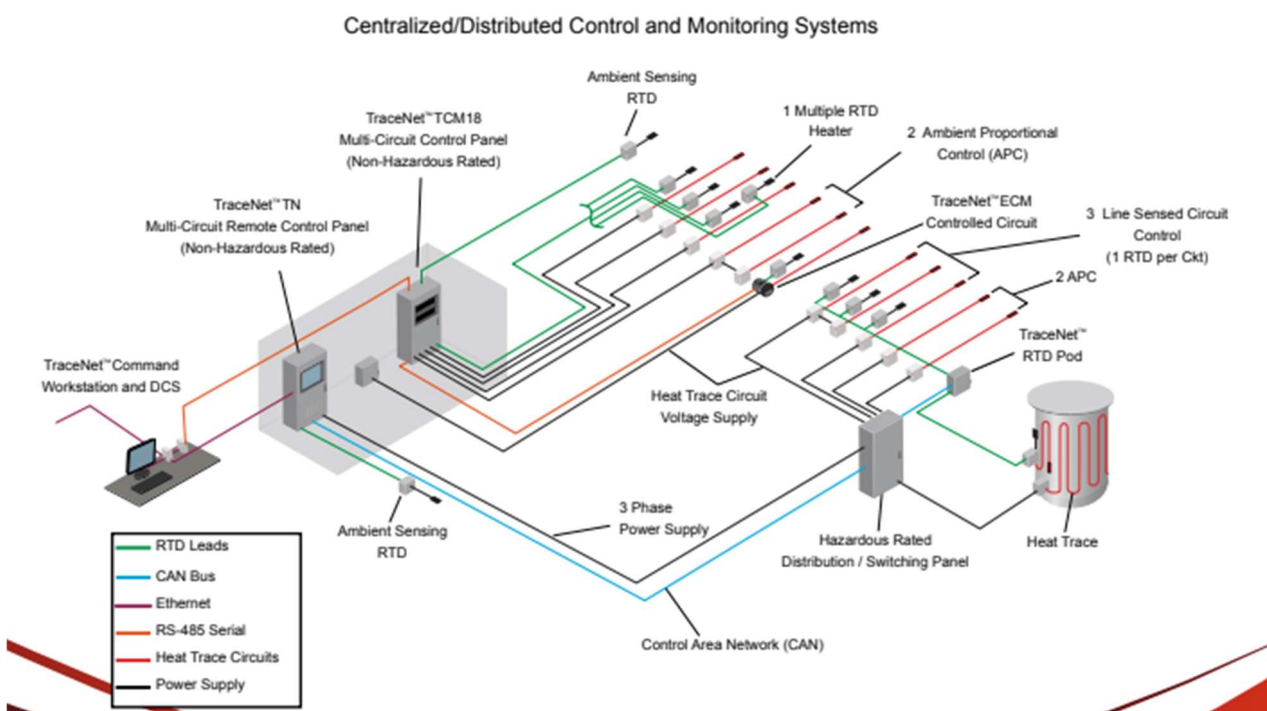 Centralized/Distributed Control and Monitoring Systems
Ambient Sensing
RTD
TraceNet™TCM18
Multi-Circuit Control Panel
(Non-Hazardous Rated)
1 Multiple RTD
Heater
2 Ambient Proportional
Control (APC)
TraceNet™TN
Multi-Circuit Remote Control Panel
(Non-Hazardous Rated)
TraceNet™ECM
Controlled Circuit
3 Line Sensed Circuit
Control
(1 RTD per Ckt)
2 APC
TraceNet™
RTD Pod
TraceNet™Command
Workstation and DCS
Heat Trace Circuit
Voltage Supply
3 Phase
Power Supply
Ambient Sensing
RTD
Hazardous Rated
Distribution / Switching Panel
Heat Trace
Control Area Network (CAN)
RTD Leads
CAN Bus
Ethernet
RS-485 Serial
Heat Trace Circuits
Power Supply